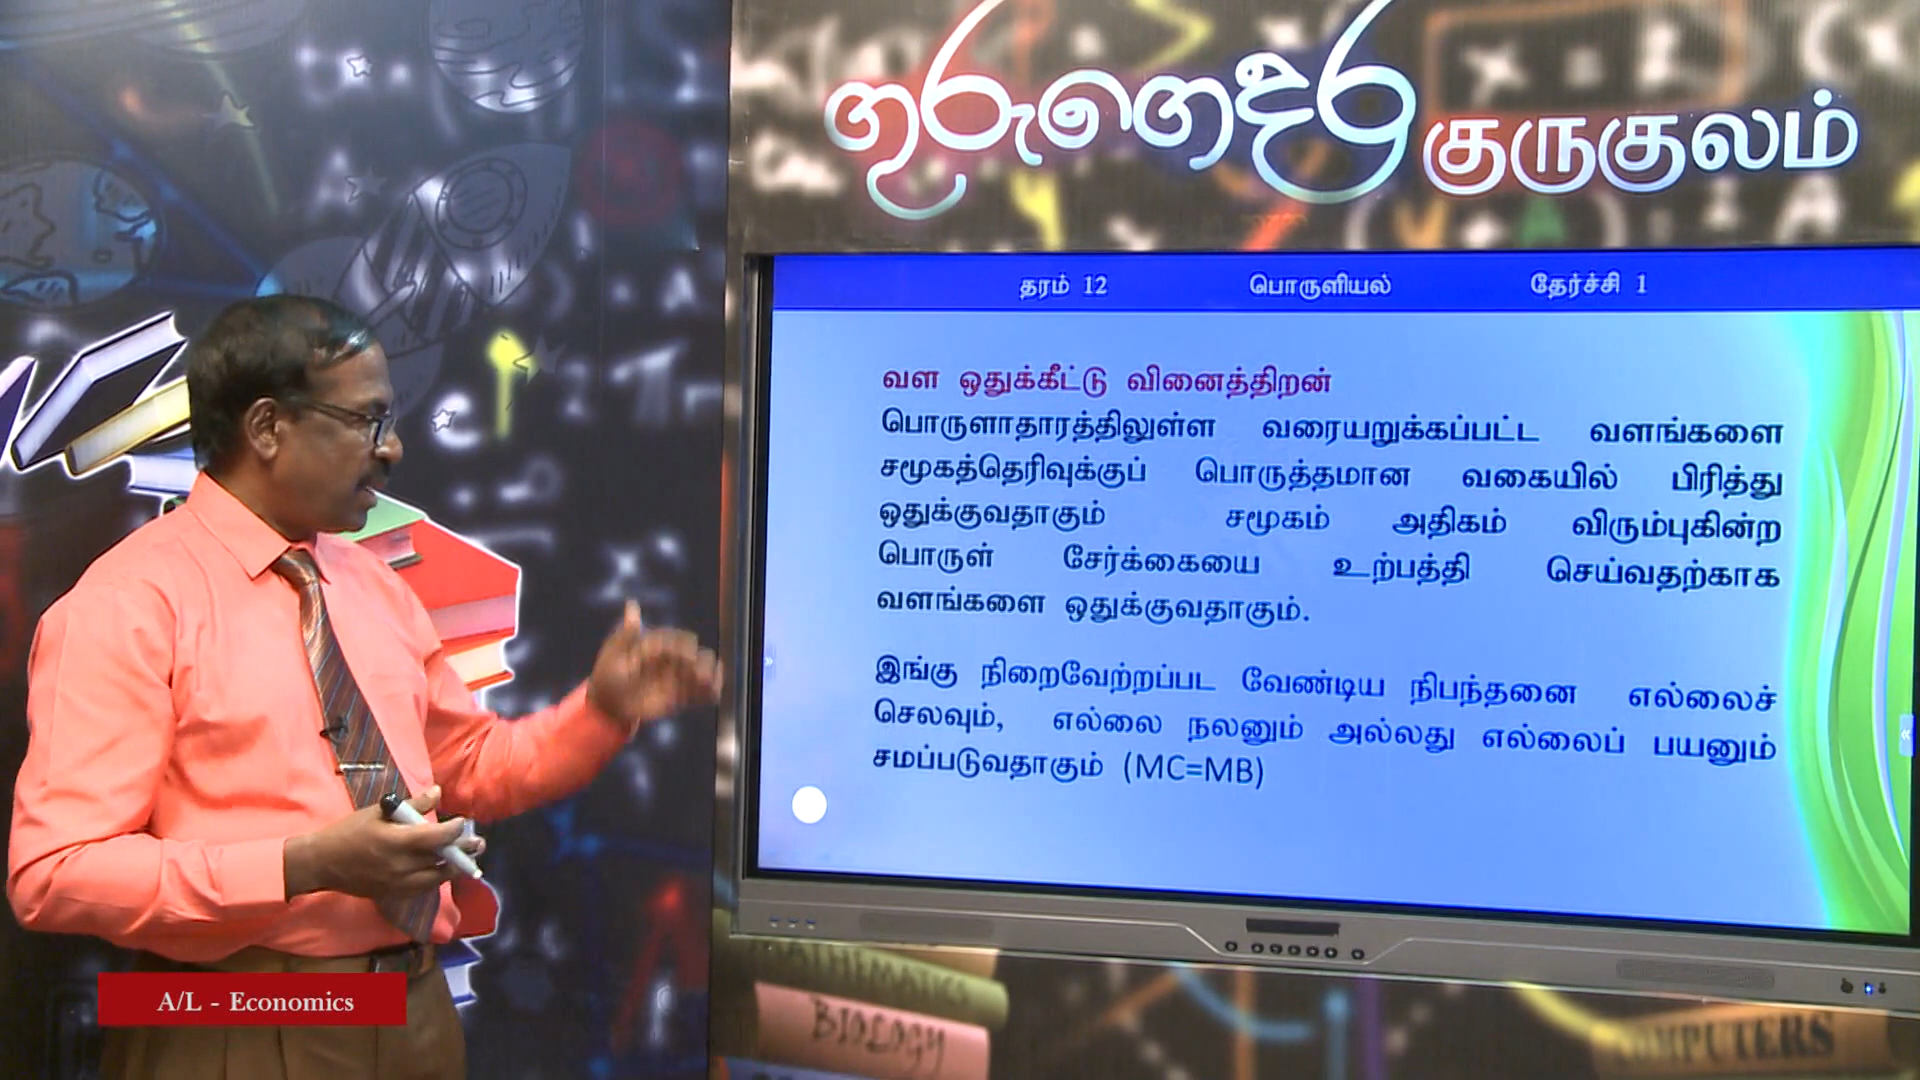 ගුරුගෙදර குருகுலம்
தரம் 12 பொருளியல் தேர்ச்சி 1
வள ஒதுக்கீட்டு வினைத்திறன்
பொருளாதாரத்திலுள்ள வரையறுக்கப்பட்ட வளங்களை
சமூகத்தெரிவுக்குப் பொருத்தமான வகையில் பிரித்து
ஒதுக்குவதாகும் சமூகம் அதிகம் விரும்புகின்ற
பொருள் சேர்க்கையை உற்பத்தி செய்வதற்காக
வளங்களை ஒதுக்குவதாகும்.
இங்கு நிறைவேற்றப்பட வேண்டிய நிபந்தனை எல்லைச்
செலவும், எல்லை நலனும் அல்லது எல்லைப் பயனும்
சமப்படுவதாகும் (MC=MB)
MATHEMATICS
BIOLOGY
COMPUTERS
A/L - Economics